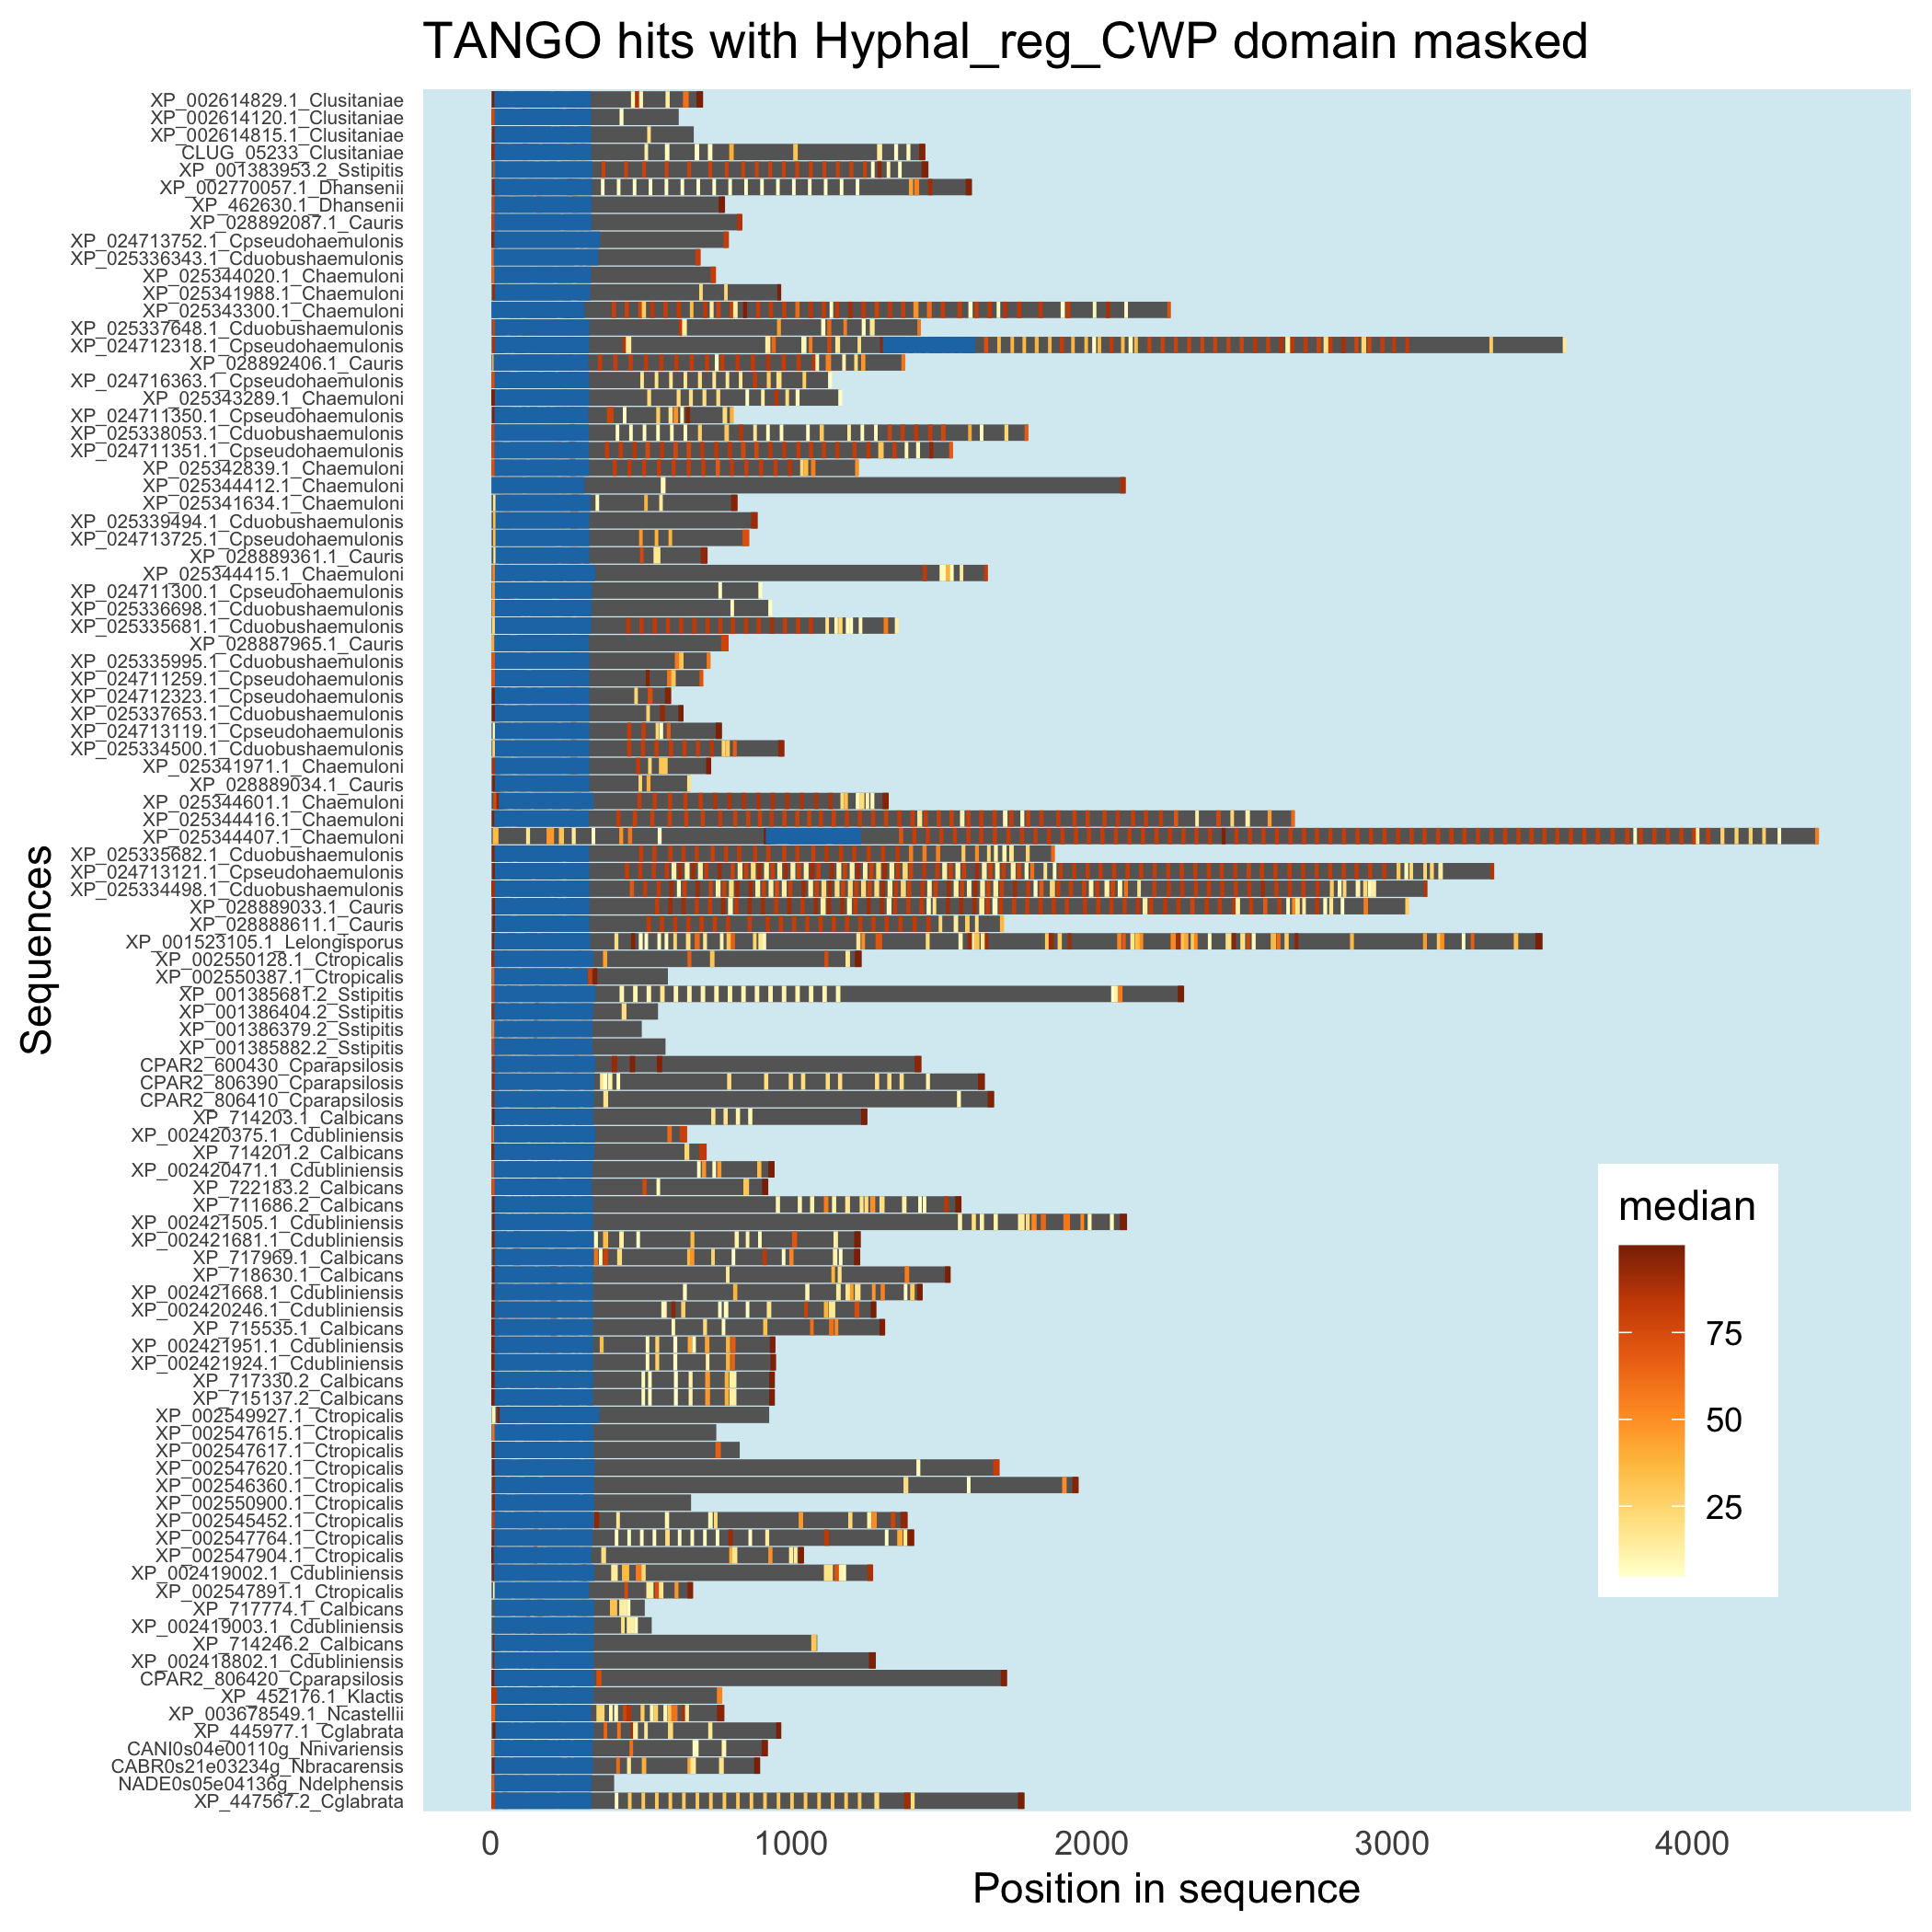 TANGO hits with Hyphal_reg_CWP domain masked
XP_002614829.1_Clusitaniae
XP_002614120.1_Clusitaniae
XP_002614815.1_Clusitaniae
CLUG_05233_Clusitaniae
XP_001383953.2_Sstipitis
XP_002770057.1_Dhansenii
XP_462630.1_Dhansenii
XP_028892087.1_Cauris
XP_024713752.1_Cpseudohaemulonis
XP_025336343.1_Cduobushaemulonis
XP_025344020.1_Chaemuloni
XP_025341988.1_Chaemuloni
XP_025343300.1_Chaemuloni
XP_025337648.1_Cduobushaemulonis
XP_024712318.1_Cpseudohaemulonis
XP_028892406.1_Cauris
XP_024716363.1_Cpseudohaemulonis
XP_025343289.1_Chaemuloni
XP_024711350.1_Cpseudohaemulonis
XP_025338053.1_Cduobushaemulonis
XP_024711351.1_Cpseudohaemulonis
XP_025342839.1_Chaemuloni
XP_025344412.1_Chaemuloni
XP_025341634.1_Chaemuloni
XP_025339494.1_Cduobushaemulonis
XP_024713725.1_Cpseudohaemulonis
XP_028889361.1_Cauris
XP_025344415.1_Chaemuloni
XP_024711300.1_Cpseudohaemulonis
XP_025336698.1_Cduobushaemulonis
XP_025335681.1_Cduobushaemulonis
XP_028887965.1_Cauris
XP_025335995.1_Cduobushaemulonis
XP_024711259.1_Cpseudohaemulonis
XP_024712323.1_Cpseudohaemulonis
XP_025337653.1_Cduobushaemulonis
XP_024713119.1_Cpseudohaemulonis
XP_025334500.1_Cduobushaemulonis
XP_025341971.1_Chaemuloni
XP_028889034.1_Cauris
XP_025344601.1_Chaemuloni
XP_025344416.1_Chaemuloni
XP_025344407.1_Chaemuloni
XP_025335682.1_Cduobushaemulonis
XP_024713121.1_Cpseudohaemulonis
XP_025334498.1_Cduobushaemulonis
XP_028889033.1_Cauris
XP_028888611.1_Cauris
XP_001523105.1_Lelongisporus
XP_002550128.1_Ctropicalis
XP_002550387.1_Ctropicalis
XP_001385681.2_Sstipitis
XP_001386404.2_Sstipitis
XP_001386379.2_Sstipitis
XP_001385882.2_Sstipitis
CPAR2_600430_Cparapsilosis
CPAR2_806390_Cparapsilosis
CPAR2_806410_Cparapsilosis
XP_714203.1_Calbicans
XP_002420375.1_Cdubliniensis
XP_714201.2_Calbicans
XP_002420471.1_Cdubliniensis
XP_722183.2_Calbicans
XP_711686.2_Calbicans
XP_002421505.1_Cdubliniensis
XP_002421681.1_Cdubliniensis
XP_717969.1_Calbicans
XP_718630.1_Calbicans
XP_002421668.1_Cdubliniensis
XP_002420246.1_Cdubliniensis
XP_715535.1_Calbicans
XP_002421951.1_Cdubliniensis
XP_002421924.1_Cdubliniensis
XP_717330.2_Calbicans
XP_715137.2_Calbicans
XP_002549927.1_Ctropicalis
XP_002547615.1_Ctropicalis
XP_002547617.1_Ctropicalis
XP_002547620.1_Ctropicalis
XP_002546360.1_Ctropicalis
XP_002550900.1_Ctropicalis
XP_002545452.1_Ctropicalis
XP_002547764.1_Ctropicalis
XP_002547904.1_Ctropicalis
XP_002419002.1_Cdubliniensis
XP_002547891.1_Ctropicalis
XP_717774.1_Calbicans
XP_002419003.1_Cdubliniensis
XP_714246.2_Calbicans
XP_002418802.1_Cdubliniensis
CPAR2_806420_Cparapsilosis
XP_452176.1_Klactis
XP_003678549.1_Ncastellii
XP_445977.1_Cglabrata
CANI0s04e00110g_Nnivariensis
CABR0s21e03234g_Nbracarensis
NADE0s05e04136g_Ndelphensis
XP_447567.2_Cglabrata
Sequences
median
75
50
25
0 1000 2000 3000 4000
Position in sequence